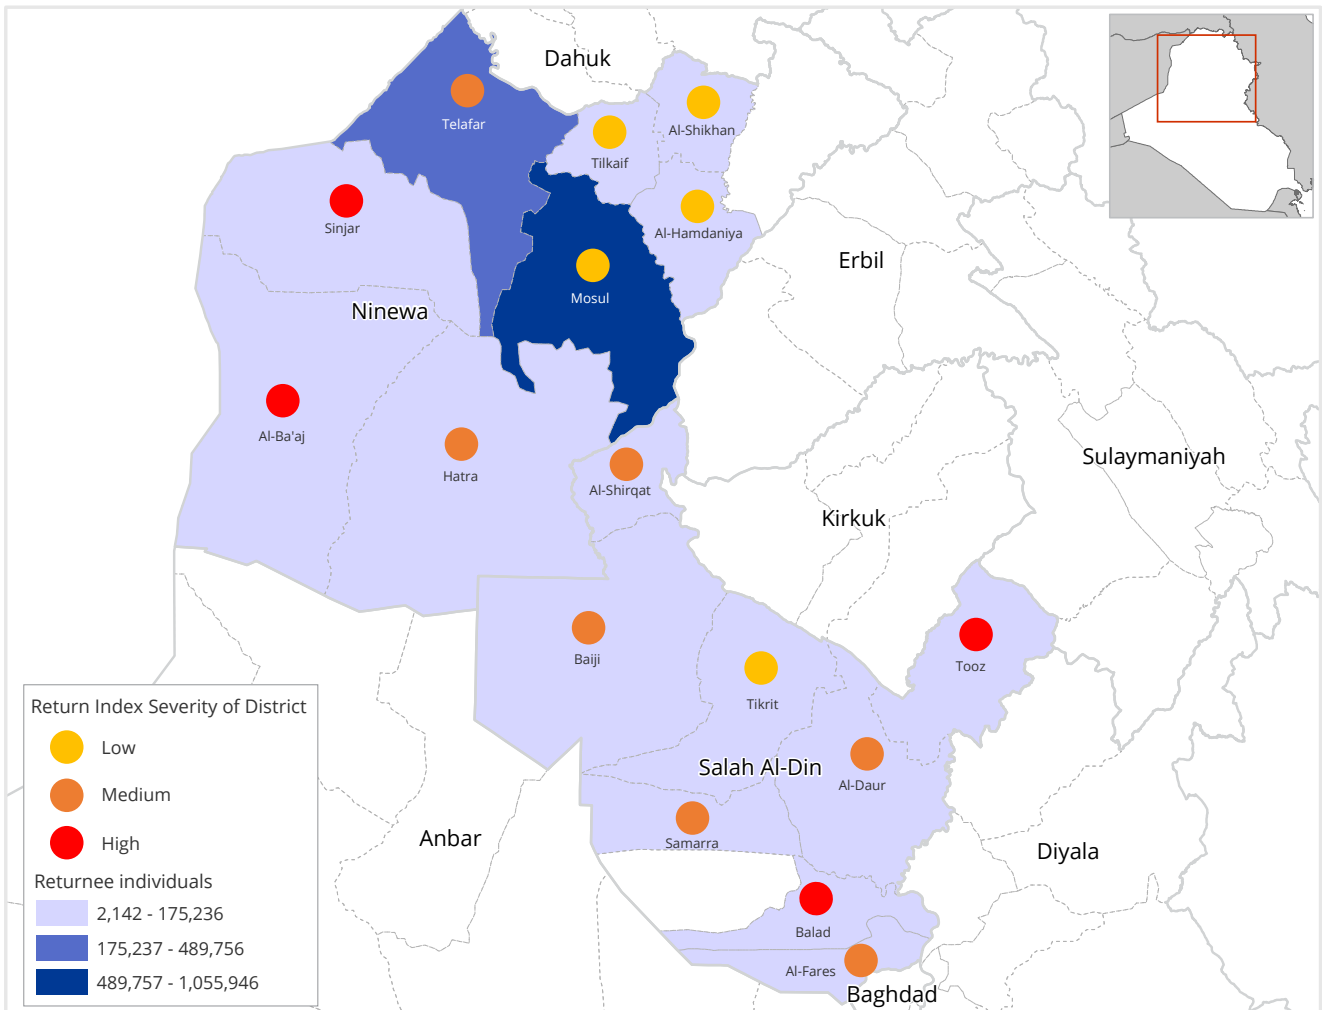 Dahuk
Telafar
Al-Shikhan
Tilkaif
Sinjar
Al-Hamdaniya
Erbil
Mosul
Ninewa
Al-Ba'aj
Hatra
Al-Shirqat
Sulaymaniyah
Kirkuk
Baiji
Tooz
Tikrit
Salah Al-Din
Al-Daur
Samarra
Anbar
Diyala
Balad
Al-Fares
Baghdad
Return Index Severity of District
Low
Medium
High
Returnee individuals
2,142 - 175,236
175,237 - 489,756
489,757 - 1,055,946